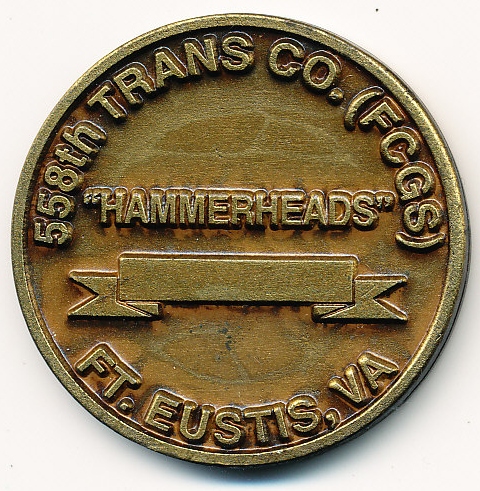 558th TRANS CO. (FCGS)
"HAMMERHEADS"
FT. EUSTIS, VA